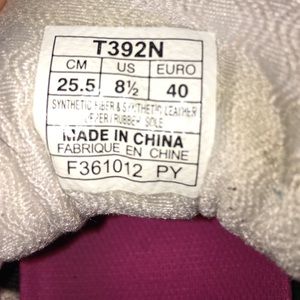 T392N
CM US EURO
25.5 8½ 40
SYNTHETIC FIBER & SYNTHETIC LEATHER
UPPER/RUBBER SOLE
MADE IN CHINA
FABRIQUE EN CHINE
F361012 PY